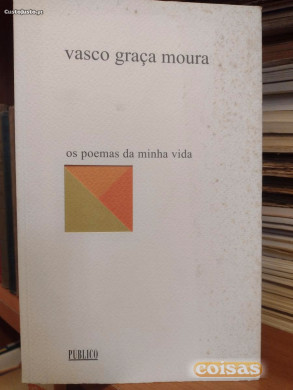 CustoJusto.pt
vasco graça moura
os poemas da minha vida
PÚBLICO
coisas